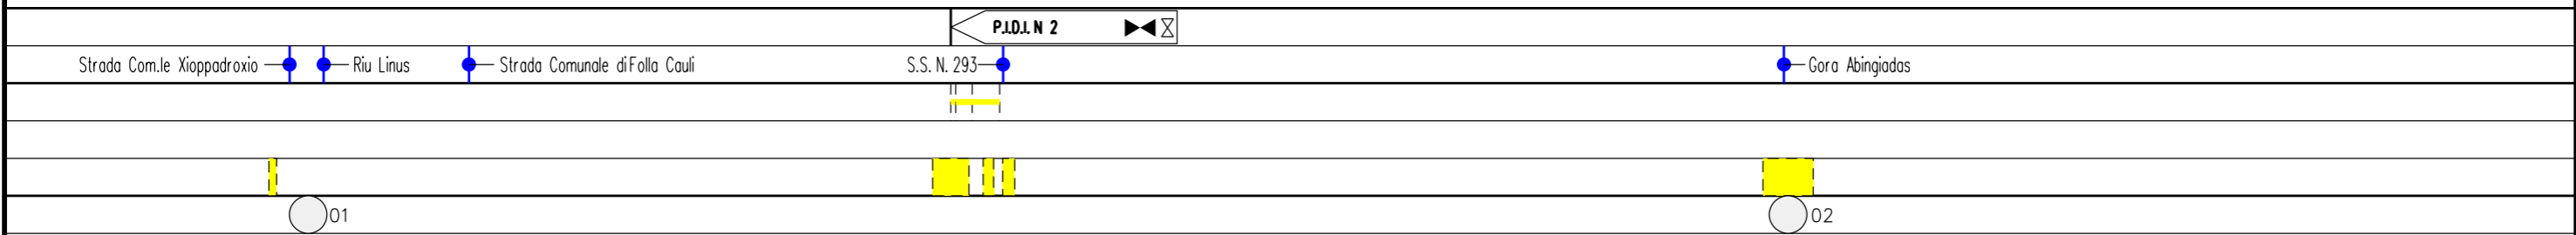 P.I.D.I. N 2
Strada Com.le Xioppadroxio
Riu Linus
Strada Comunale di Folla Cauli
S.S. N. 293
Gora Abingiadas
01
02